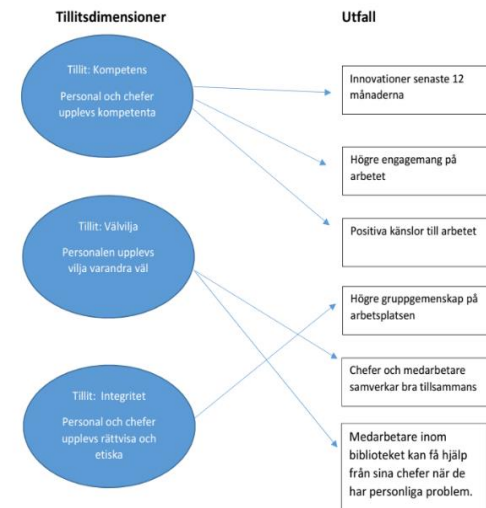 Tillitsdimensioner
Utfall
Tillit: Kompetens
Personal och chefer
upplevs kompetenta
Tillit: Välvilja
Personalen upplevs
vilja varandra väl
Tillit: Integritet
Personal och chefer
upplevs rättvisa och
etiska
Innovationer senaste 12
månaderna
Högre engagemang på
arbetet
Positiva känslor till arbetet
Högre gruppgemenskap på
arbetsplatsen
Chefer och medarbetare
samverkar bra tillsammans
Medarbetare inom
biblioteket kan få hjälp
från sina chefer när de
har personliga problem.